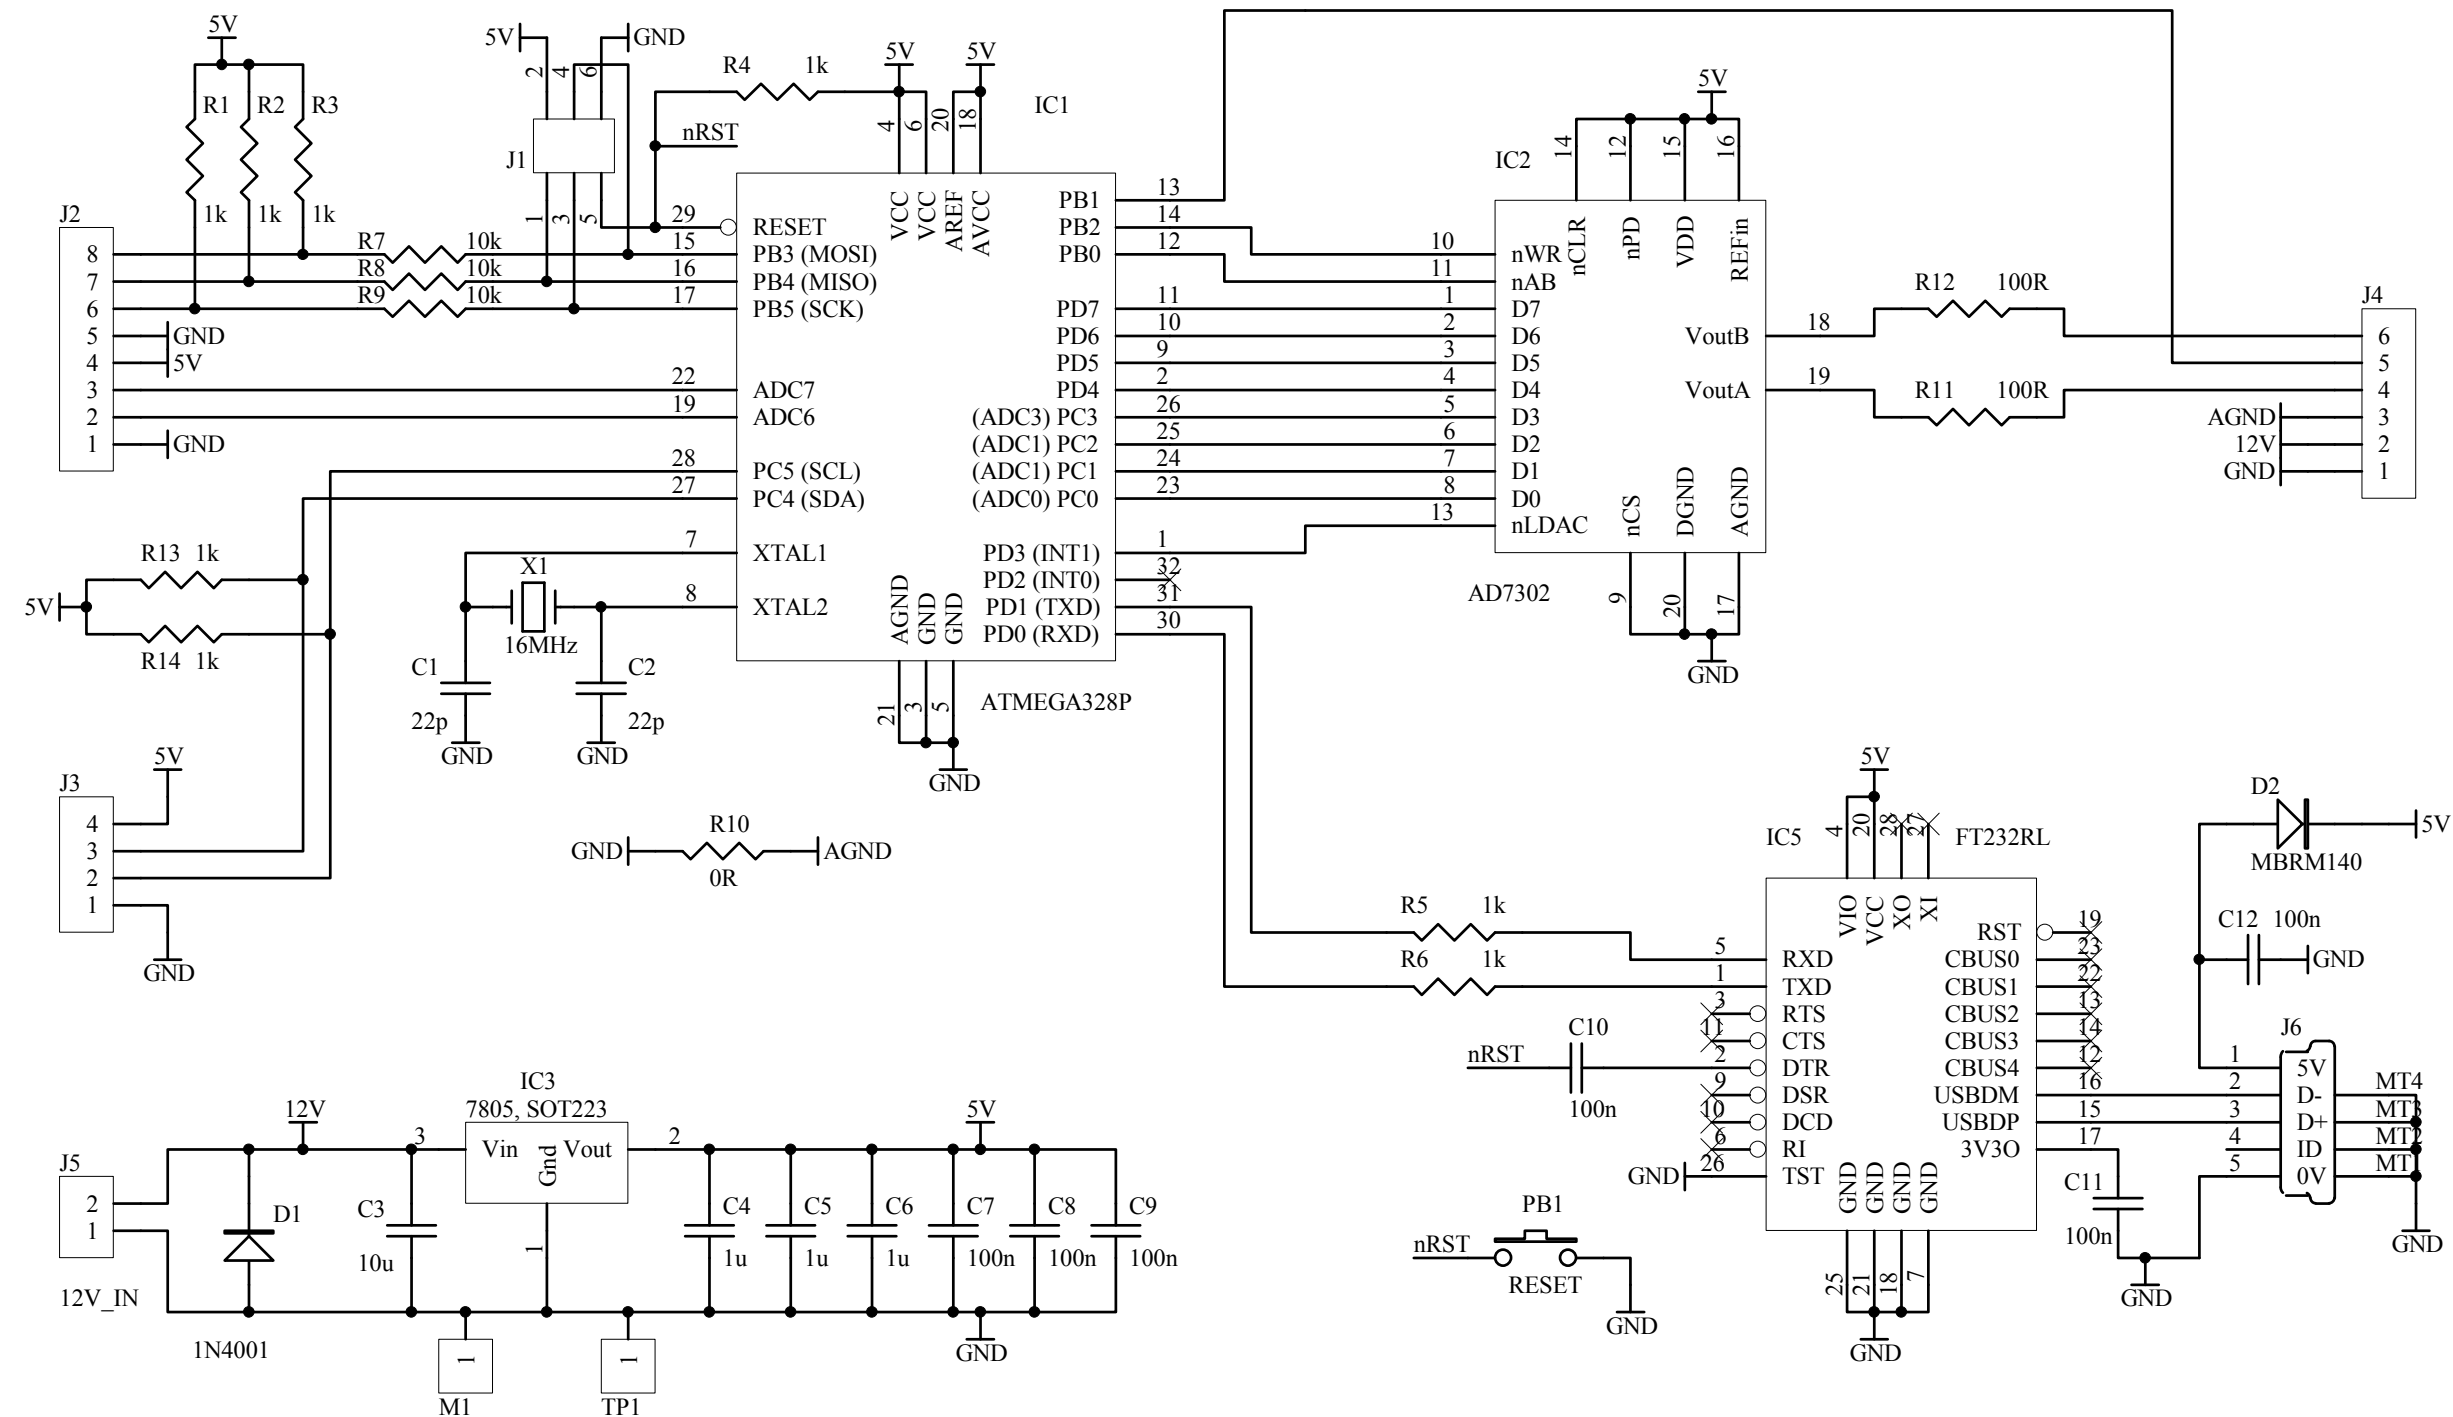 5V
5V
GND
2
4
6
R1
R2
R3
1k
1k
1k
J1
1
3
5
R4 1k
nRST
5V
5V
4
6
20
18
IC1
J2
8
7
6
5
4
3
2
1
GND
5V
GND
R7 10k
R8 10k
R9 10k
29 RESET
15 PB3 (MOSI)
16 PB4 (MISO)
17 PB5 (SCK)
22 ADC7
19 ADC6
28 PC5 (SCL)
27 PC4 (SDA)
7 XTAL1
8 XTAL2
VCC
VCC
AREF
AVCC
PB1 13
PB2 14
PB0 12
PD7 11
PD6 10
PD5 9
PD4 2
(ADC3) PC3 26
(ADC1) PC2 25
(ADC1) PC1 24
(ADC0) PC0 23
PD3 (INT1) 1
PD2 (INT0) 32
PD1 (TXD) 31
PD0 (RXD) 30
AGND
GND
GND
21
3
5
GND
ATMEGA328P
5V
14
12
15
16
IC2
nCLR
nPD
VDD
REFin
10 nWR
11 nAB
1 D7
2 D6
3 D5
4 D4
5 D3
6 D2
7 D1
8 D0
13 nLDAC
VoutB 18
VoutA 19
nCS
DGND
AGND
9
20
17
GND
AD7302
R12 100R
R11 100R
J4
6
5
4
3
2
1
AGND
12V
GND
R13 1k
5V
R14 1k
X1
16MHz
C1
22p
GND
C2
22p
GND
J3
5V
4
3
2
1
GND
R10
GND
AGND
0R
R5 1k
R6 1k
5V
IC5
4
20
28
27
FT232RL
VIO
VCC
XO
XI
5 RXD
1 TXD
3 RTS
11 CTS
2 DTR
9 DSR
10 DCD
6 RI
26 TST
GND
RST 19
CBUS0 23
CBUS1 22
CBUS2 13
CBUS3 14
CBUS4 12
USBDM 16
USBDP 15
3V3O 17
GND
GND
GND
GND
25
21
18
7
GND
nRST
C10
100n
D2
5V
MBRM140
C12 100n
GND
J6
1 5V
2 D-
3 D+
4 ID
5 0V
MT4
MT3
MT2
MT
GND
C11
100n
GND
PB1
nRST
RESET
GND
J5
2
1
12V_IN
12V
D1
1N4001
C3
10u
IC3
7805, SOT223
3 Vin
Gnd
Vout 2
1
5V
C4
1u
C5
1u
C6
1u
C7
100n
C8
100n
C9
100n
GND
1
M1
1
TP1